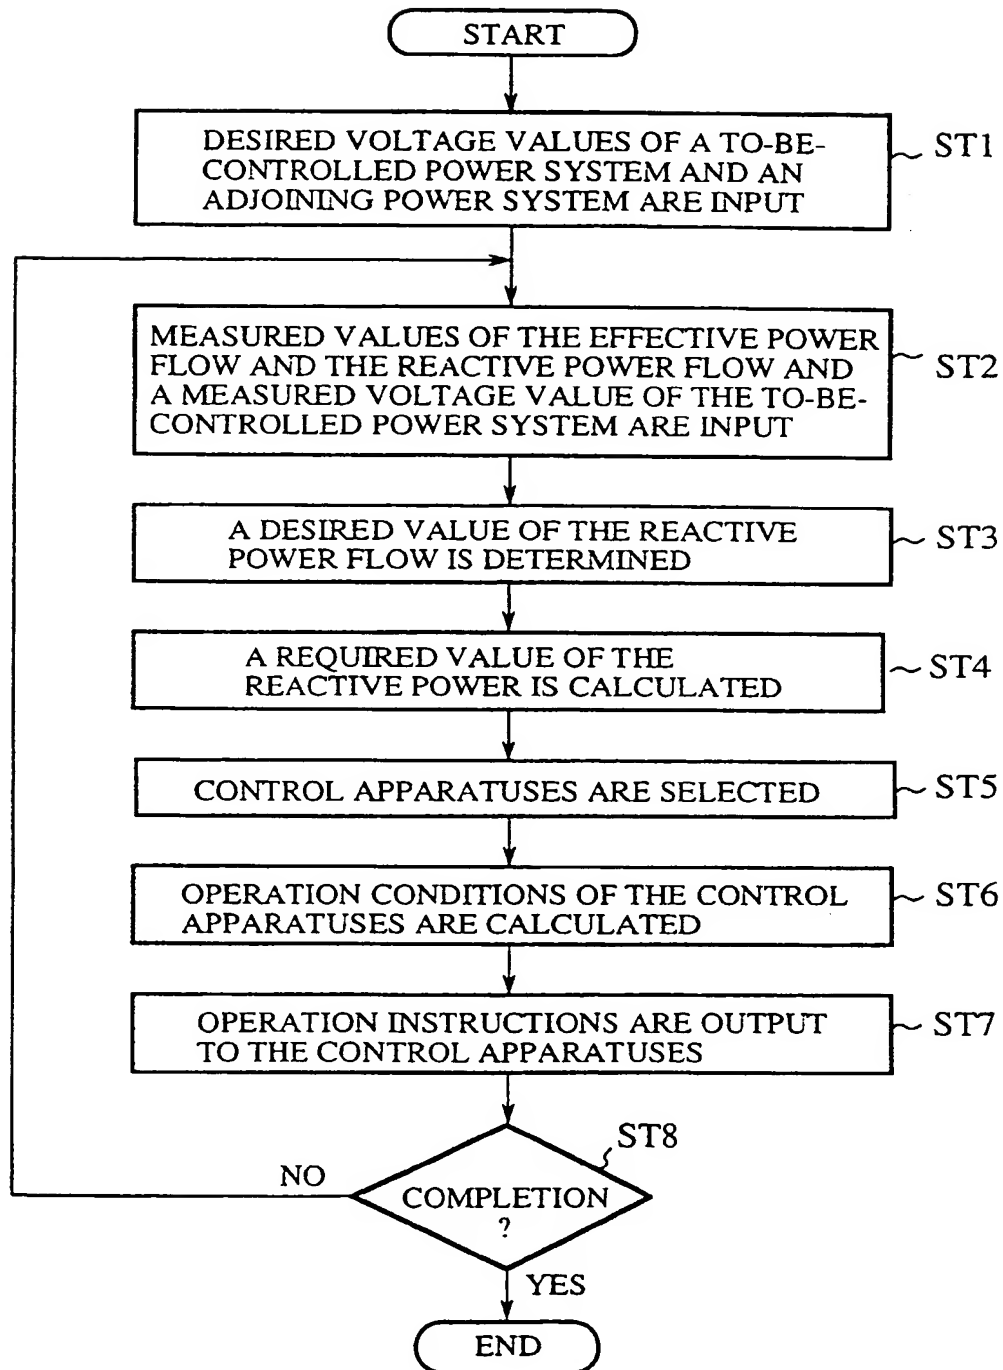 START
DESIRED VOLTAGE VALUES OF A TO-BE-
CONTROLLED POWER SYSTEM AND AN
ADJOINING POWER SYSTEM ARE INPUT
ST1
MEASURED VALUES OF THE EFFECTIVE POWER
FLOW AND THE REACTIVE POWER FLOW AND
A MEASURED VOLTAGE VALUE OF THE TO-BE-
CONTROLLED POWER SYSTEM ARE INPUT
ST2
A DESIRED VALUE OF THE REACTIVE
POWER FLOW IS DETERMINED
ST3
A REQUIRED VALUE OF THE
REACTIVE POWER IS CALCULATED
ST4
CONTROL APPARATUSES ARE SELECTED
ST5
OPERATION CONDITIONS OF THE CONTROL
APPARATUSES ARE CALCULATED
ST6
OPERATION INSTRUCTIONS ARE OUTPUT
TO THE CONTROL APPARATUSES
ST7
ST8
NO
COMPLETION
?
YES
END